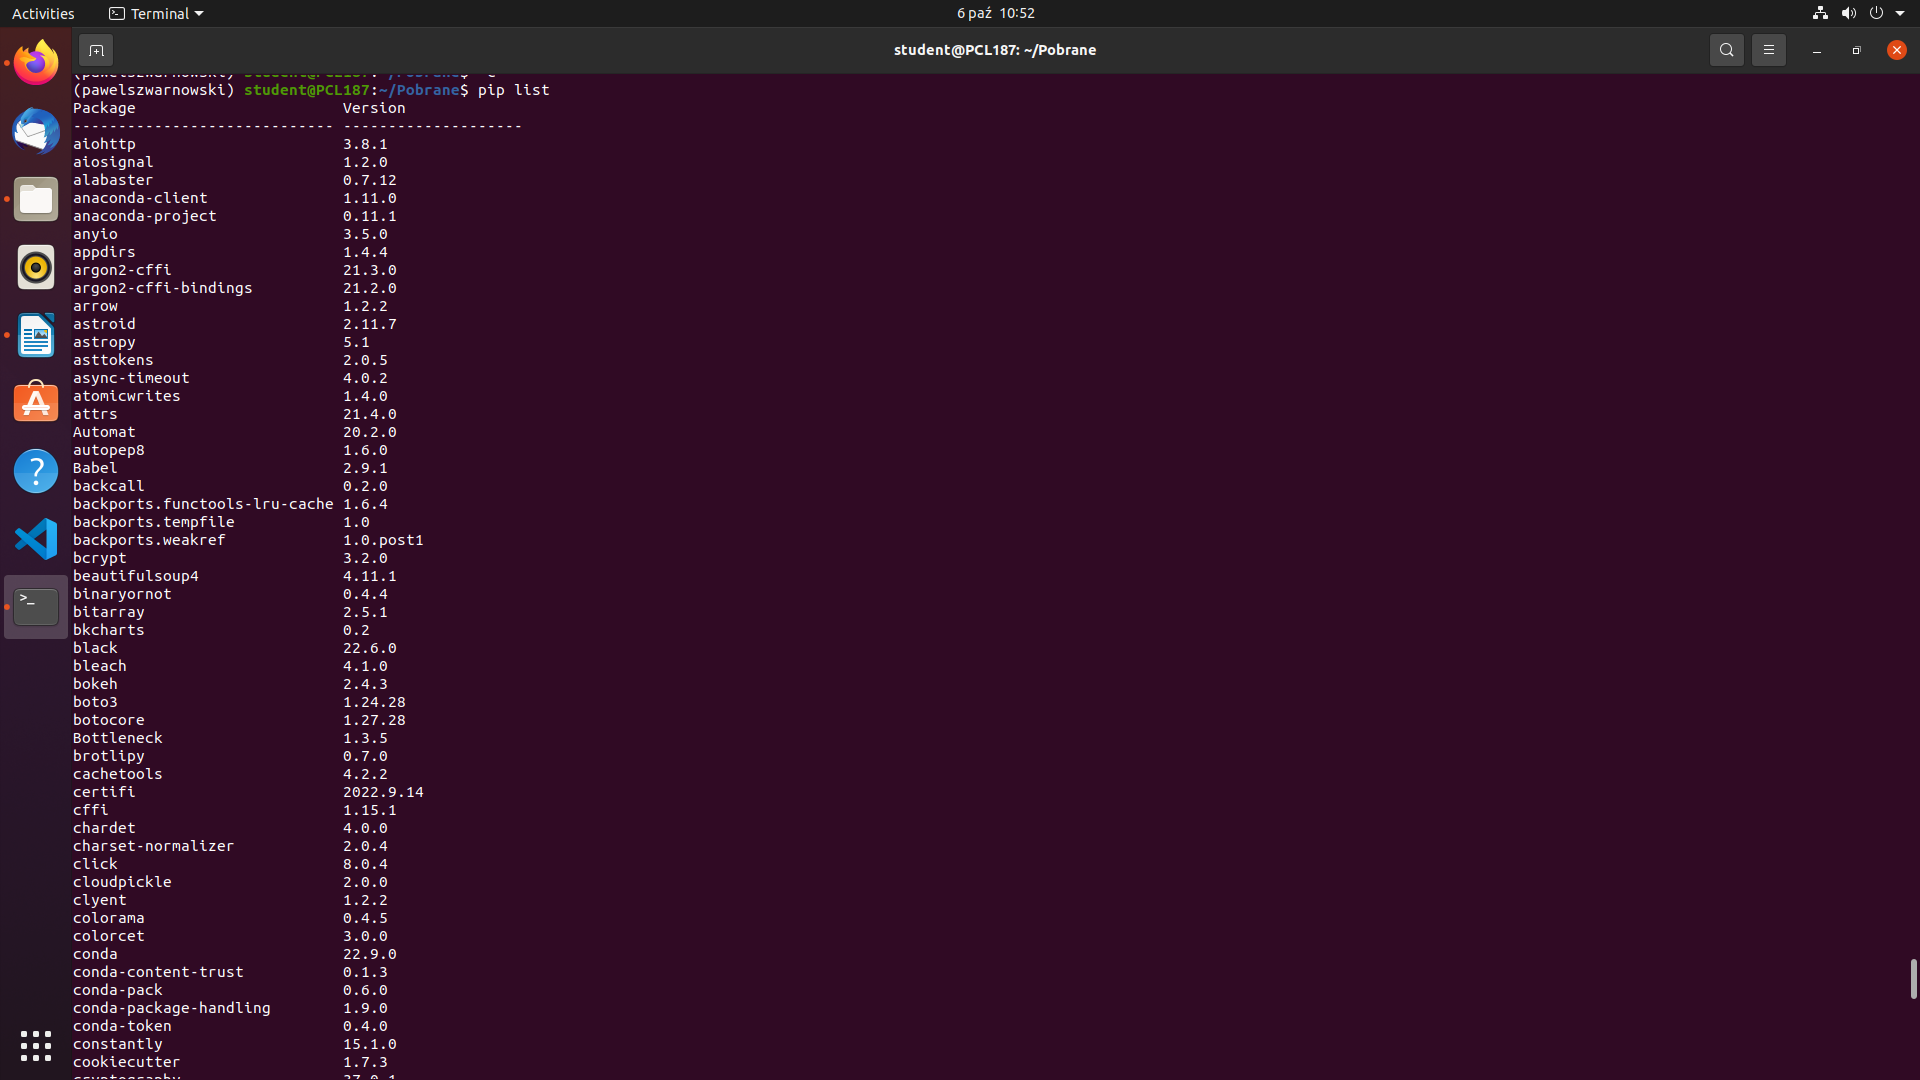 Activities
Terminal
6 paź 10:52
student@PCL187: ~/Pobrane
(pawelszwarnowski) student@PCL187:~/Pobrane$ ^C
(pawelszwarnowski) student@PCL187:~/Pobrane$ pip list
Package Version
----------------------------- --------------------
aiohttp 3.8.1
aiosignal 1.2.0
alabaster 0.7.12
anaconda-client 1.11.0
anaconda-project 0.11.1
anyio 3.5.0
appdirs 1.4.4
argon2-cffi 21.3.0
argon2-cffi-bindings 21.2.0
arrow 1.2.2
astroid 2.11.7
astropy 5.1
asttokens 2.0.5
async-timeout 4.0.2
atomicwrites 1.4.0
attrs 21.4.0
Automat 20.2.0
autopep8 1.6.0
Babel 2.9.1
backcall 0.2.0
backports.functools-lru-cache 1.6.4
backports.tempfile 1.0
backports.weakref 1.0.post1
bcrypt 3.2.0
beautifulsoup4 4.11.1
binaryornot 0.4.4
bitarray 2.5.1
bkcharts 0.2
black 22.6.0
bleach 4.1.0
bokeh 2.4.3
boto3 1.24.28
botocore 1.27.28
Bottleneck 1.3.5
brotlipy 0.7.0
cachetools 4.2.2
certifi 2022.9.14
cffi 1.15.1
chardet 4.0.0
charset-normalizer 2.0.4
click 8.0.4
cloudpickle 2.0.0
clyent 1.2.2
colorama 0.4.5
colorcet 3.0.0
conda 22.9.0
conda-content-trust 0.1.3
conda-pack 0.6.0
conda-package-handling 1.9.0
conda-token 0.4.0
constantly 15.1.0
cookiecutter 1.7.3
cryptography 37.0.1